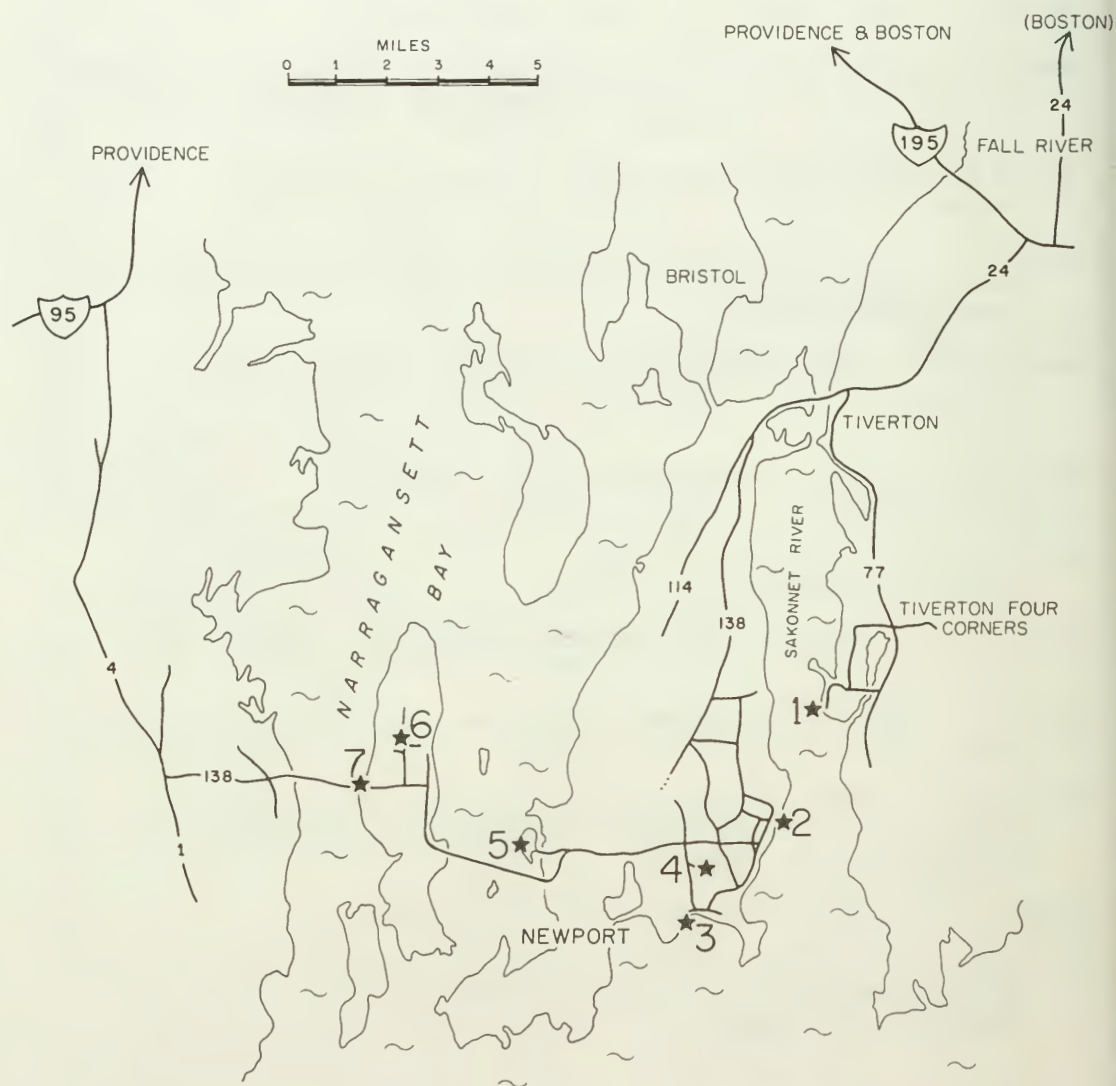 (BOSTON)
PROVIDENCE & BOSTON
MILES
0 1 2 3 4 5
24
195
FALL RIVER
PROVIDENCE
24
BRISTOL
95
TIVERTON
NARRAGANSETT
BAY
SAKONNET RIVER
114
77
138
TIVERTON FOUR
CORNERS
4
1
6
7
138
2
5
1
4
NEWPORT
3